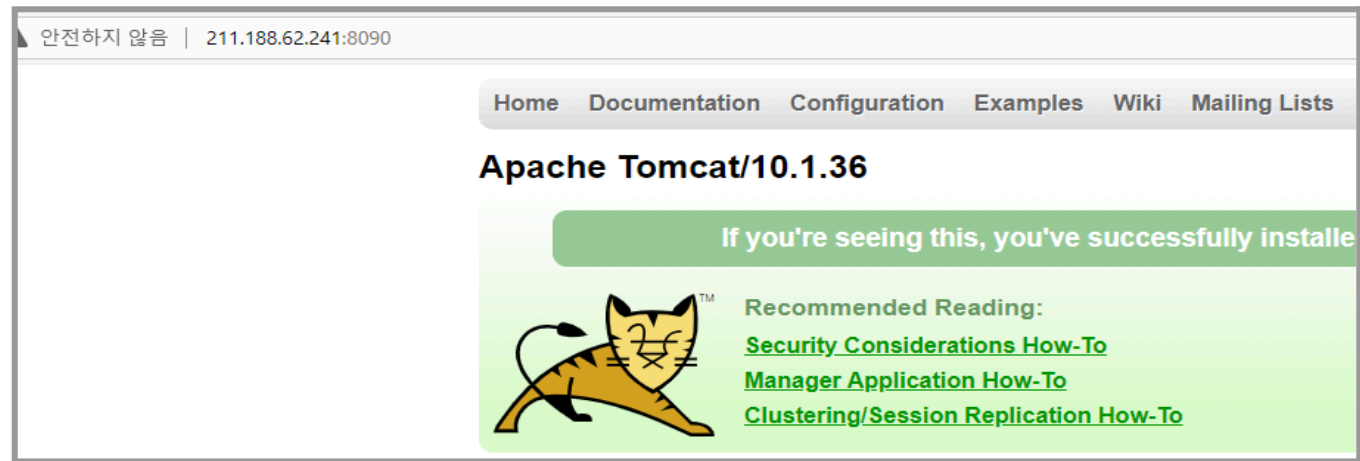 안전하지 않음 | 211.188.62.241:8090
Home Documentation Configuration Examples Wiki Mailing Lists
Apache Tomcat/10.1.36
If you're seeing this, you've successfully installe
TM
Recommended Reading:
Security Considerations How-To
Manager Application How-To
Clustering/Session Replication How-To